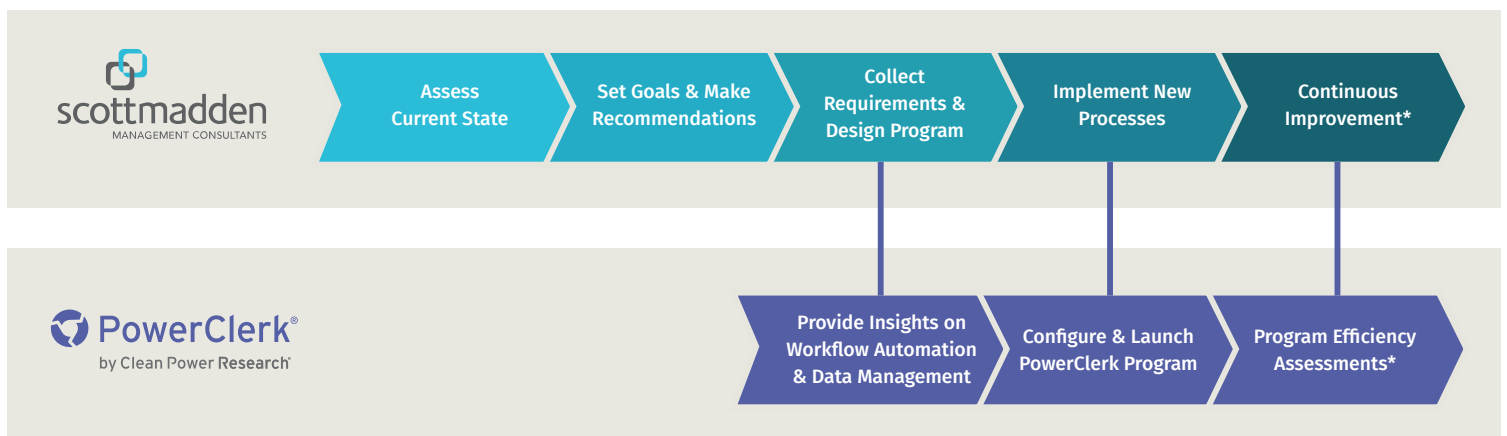 scottmadden
MANAGEMENT CONSULTANTS
Assess
Current State
Set Goals & Make
Recommendations
Collect
Requirements &
Design Program
Implement New
Processes
Continuous
Improvement*
PowerClerk®
by Clean Power Research®
Provide Insights on
Workflow Automation
& Data Management
Configure & Launch
PowerClerk Program
Program Efficiency
Assessments*